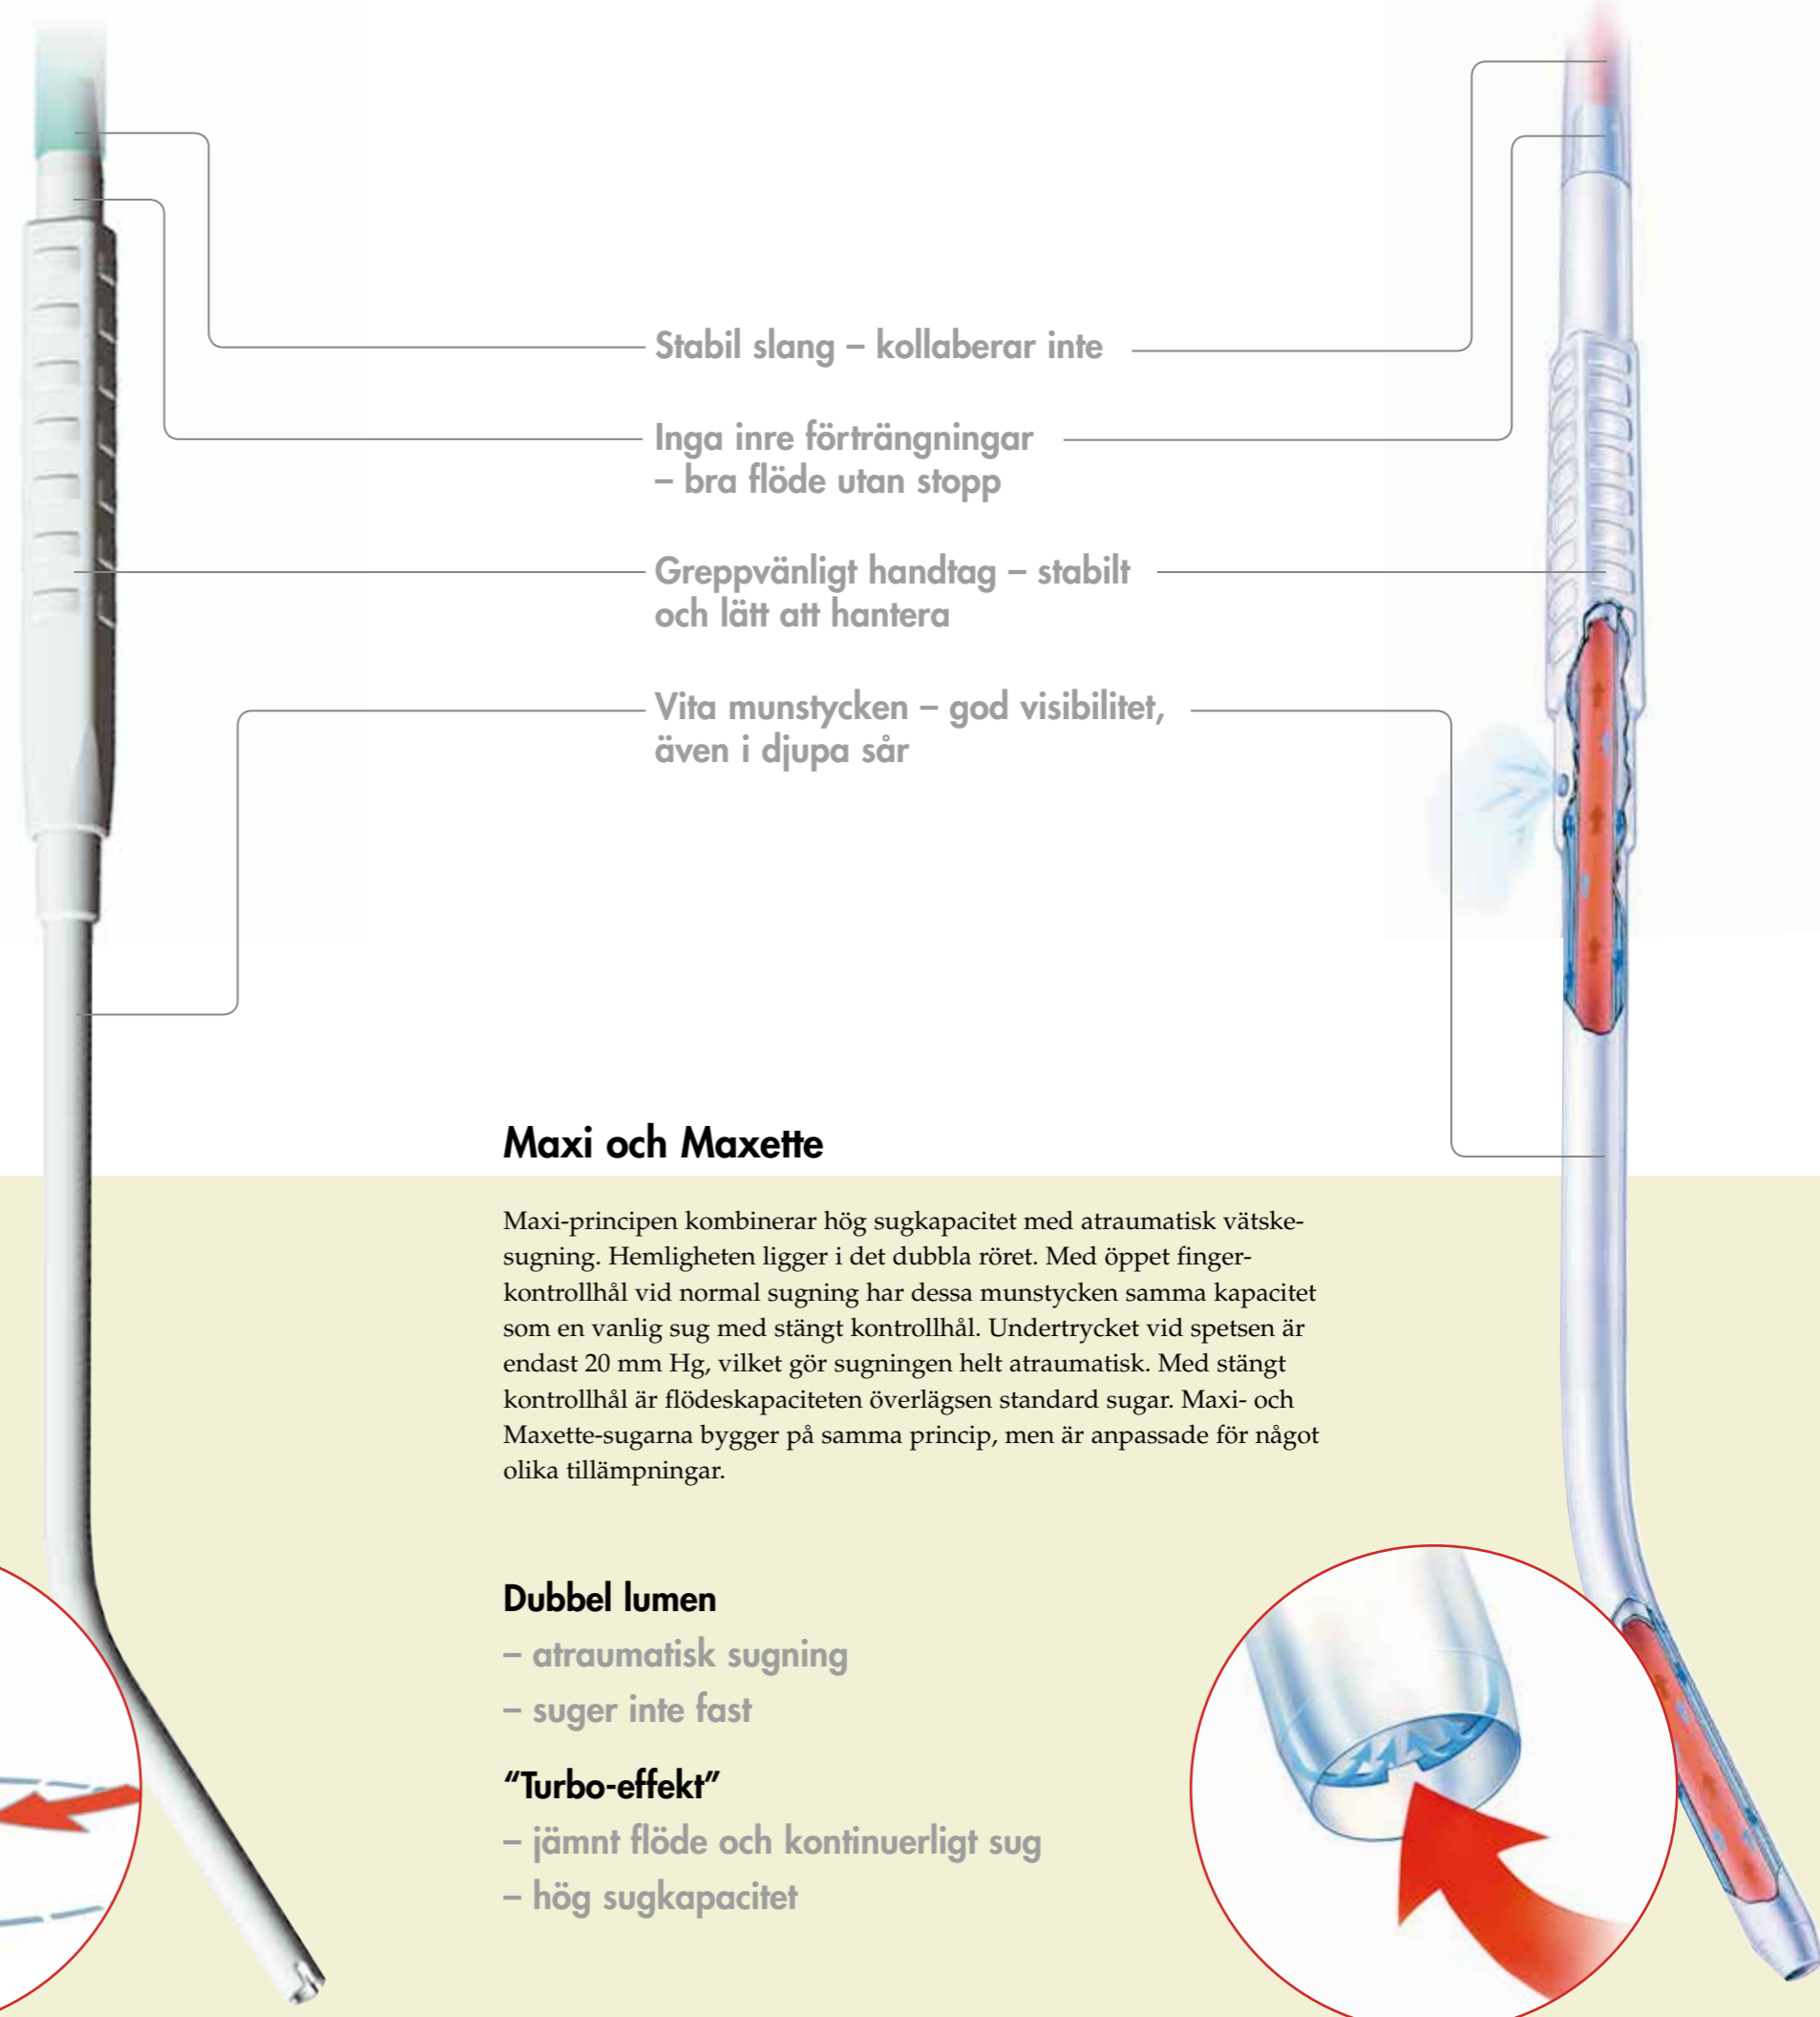 Stabil slang – kollaberar inte
Inga inre förträngningar
– bra flöde utan stopp
Greppvänligt handtag – stabilt
och lätt att hantera
Vita munstycken – god visibilitet,
även i djupa sår
Maxi och Maxette
Maxi-principen kombinerar hög sugkapacitet med atraumatisk vätske-
sugning. Hemligheten ligger i det dubbla röret. Med öppet finger-
kontrollhål vid normal sugning har dessa munstycken samma kapacitet
som en vanlig sug med stängt kontrollhål. Undertrycket vid spetsen är
endast 20 mm Hg, vilket gör sugningen helt atraumatisk. Med stängt
kontrollhål är flödeskapaciteten överlägsen standard sugar. Maxi- och
Maxette-sugarna bygger på samma princip, men är anpassade för något
olika tillämpningar.
Dubbel lumen
– atraumatisk sugning
– suger inte fast
“Turbo-effekt”
– jämnt flöde och kontinuerligt sug
– hög sugkapacitet